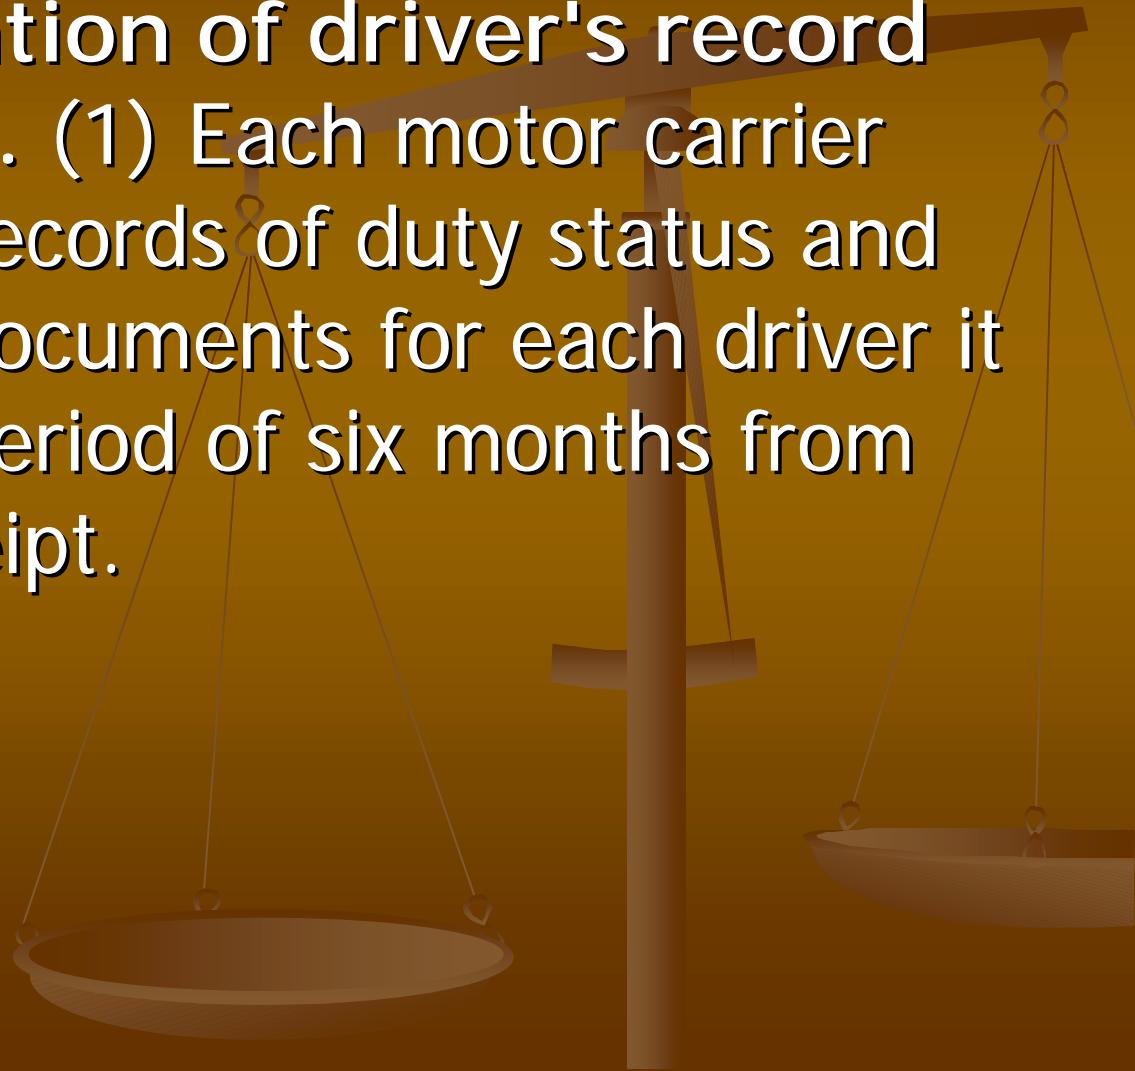 tion of driver's record
. (1) Each motor carrier
ecords of duty status and
ocuments for each driver it
eriod of six months from
eipt.